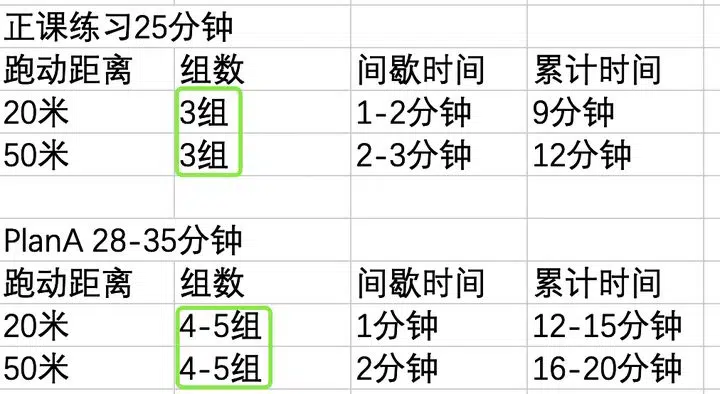 正课练习25分钟
跑动距离 组数 间歇时间 累计时间
20米 3组 1-2分钟 9分钟
50米 3组 2-3分钟 12分钟
PlanA 28-35分钟
跑动距离 组数 间歇时间 累计时间
20米 4-5组 1分钟 12-15分钟
50米 4-5组 2分钟 16-20分钟